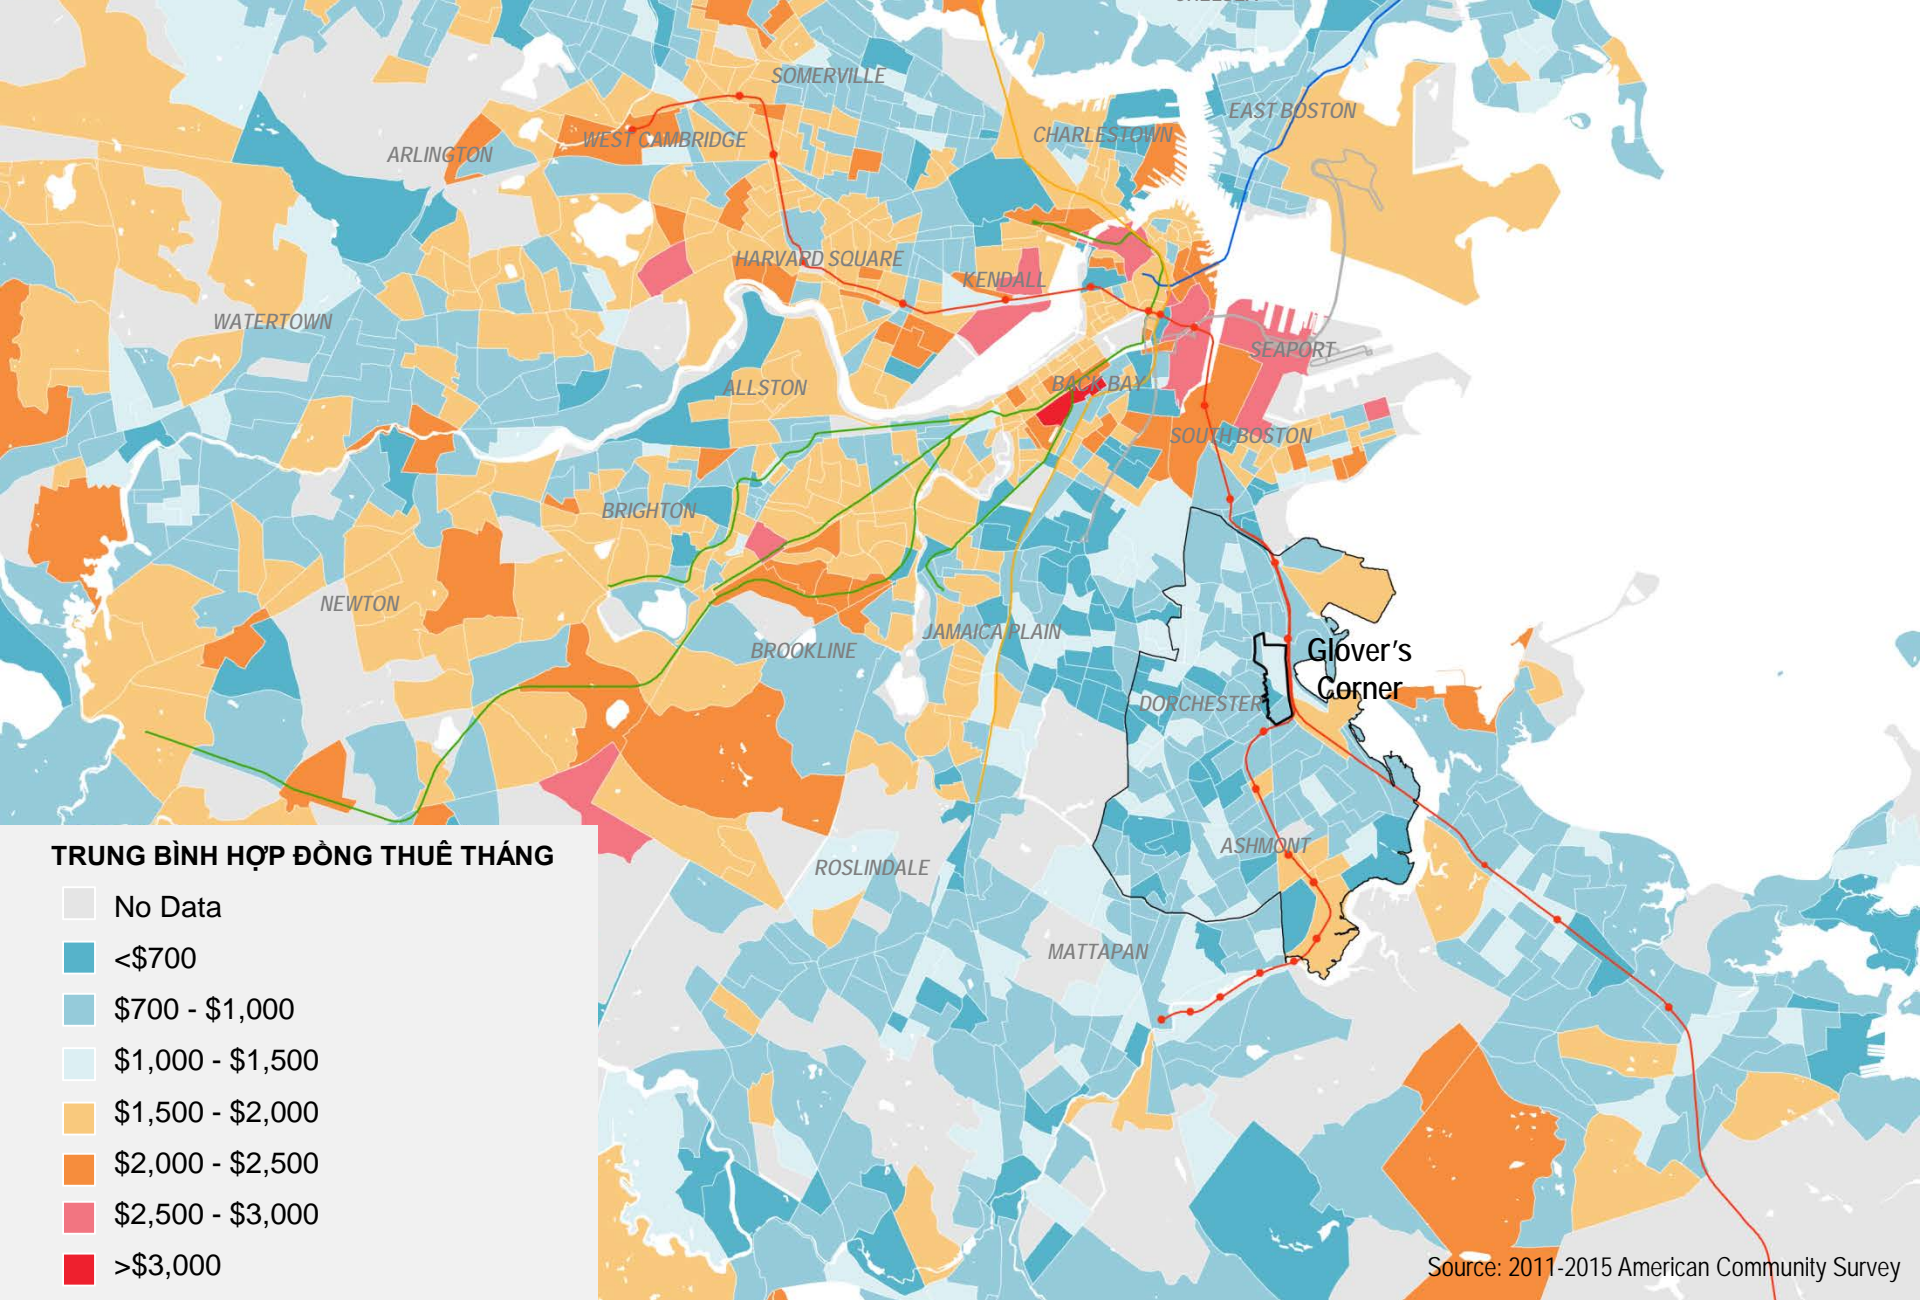 SOMERVILLE
EAST BOSTON
CHARLESTOWN
WEST CAMBRIDGE
ARLINGTON
HARVARD SQUARE
KENDALL
WATERTOWN
SEAPORT
BACK BAY
ALLSTON
SOUTH BOSTON
BRIGHTON
NEWTON
JAMAICA PLAIN
BROOKLINE
Glover's
Corner
DORCHESTER
ASHMONT
ROSLINDALE
MATTAPAN
TRUNG BÌNH HỢP ĐỒNG THUÊ THÁNG
No Data
<$700
$700 - $1,000
$1,000 - $1,500
$1,500 - $2,000
$2,000 - $2,500
$2,500 - $3,000
>$3,000
Source: 2011-2015 American Community Survey